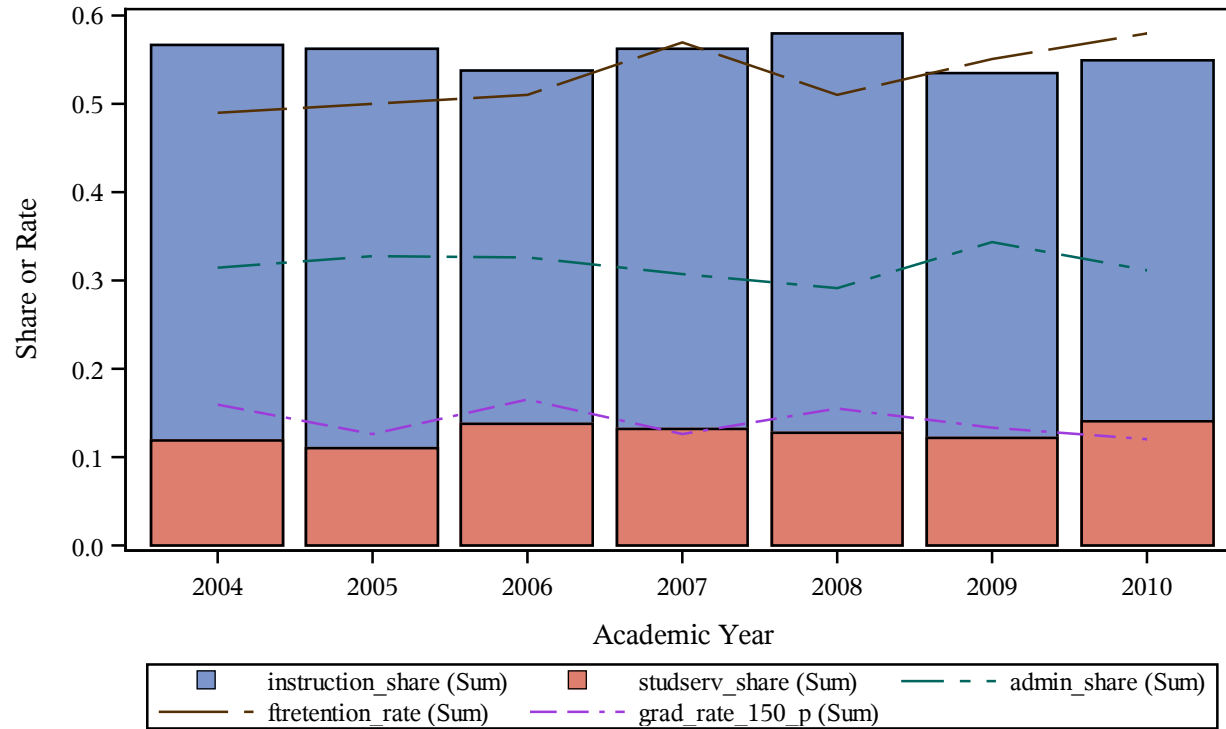 0.6
0.5
0.4
0.3
0.2
0.1
0.0
Share or Rate
2004 2005 2006 2007 2008 2009 2010
Academic Year
instruction_share (Sum) studserv_share (Sum) admin_share (Sum)
ftretention_rate (Sum) grad_rate_150_p (Sum)